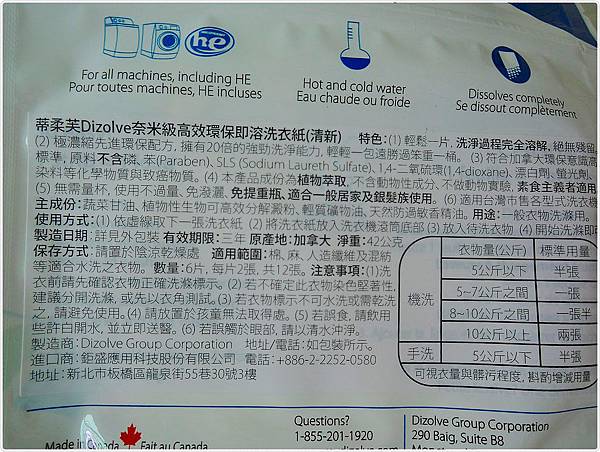 he
For all machines, including HE
Pour toutes machines, HE incluses
Hot and cold water
Eau chaude ou froide
Dissolves completely
Se dissout complètement
蒂柔芙Dizolve奈米級高效環保即溶洗衣紙(清新) 特色:(1) 輕鬆一片, 洗淨過程完全溶解, 絕無殘留,
(2) 極濃縮先進環保配方, 擁有20倍的強勁洗淨能力, 輕輕一包遠勝過笨重一桶。(3) 符合加拿大環保意識高
標準, 原料不含磷、苯(Paraben)、SLS (Sodium Laureth Sulfate)、1,4-二氧硫(1,4-dioxane)、漂白劑、螢光劑、
染料等化學物質與致癌物質。(4) 本產品成份為植物萃取, 不含動物性成分、不做動物實驗, 素食主義者適用
(5) 無需量杯, 使用不過量、免潑灑, 免提重瓶, 適合一般居家及銀髮族使用。(6) 適用台灣市售各型式洗衣機
主成份:蔬菜甘油、植物性生物可高效分解澱粉、輕質礦物油、天然防過敏香精油。用途:一般衣物洗滌用。
使用方式:(1) 依虛線取下一張洗衣紙 (2) 將洗衣紙放入洗衣機滾筒底部 (3) 放入待洗衣物 (4) 開始洗滌即可
製造日期:詳見外包裝 有效期限:三年 原產地:加拿大 淨重:42公克
保存方式:請置於陰涼乾燥處 適用範圍:棉、麻、人造纖維及混紡
等適合水洗之衣物。 數量:6片, 每片2張, 共12張。 注意事項:(1)洗
衣前請先確認衣物正確洗滌標示。(2) 若不確定此衣物染色堅著性,
建議分開洗滌, 或先以衣角測試。(3) 若衣物標示不可水洗或需乾洗
之, 請避免使用。(4) 請放置於孩童無法取得處。(5) 若誤食, 請飲用
些許白開水, 並立即送醫。(6) 若誤觸於眼部, 請以清水沖淨。
製造商:Dizolve Group Corporation 地址/電話:如包裝所示。
進口商:鉅盛應用科技股份有限公司 電話:+886-2-2252-0580
地址:新北市板橋區龍泉街55巷30號3樓
衣物量(公斤) 標準用量
機洗 5公斤以下 半張
5~7公斤之間 一張
8~10公斤之間 一張半
10公斤以上 兩張
手洗 5公斤以下 半張
可視衣量與髒污程度, 斟酌增減用量
Made in Canada Fait au Canada
Questions?
1-855-201-1920
Dizolve Group Corporation
290 Baig, Suite B8